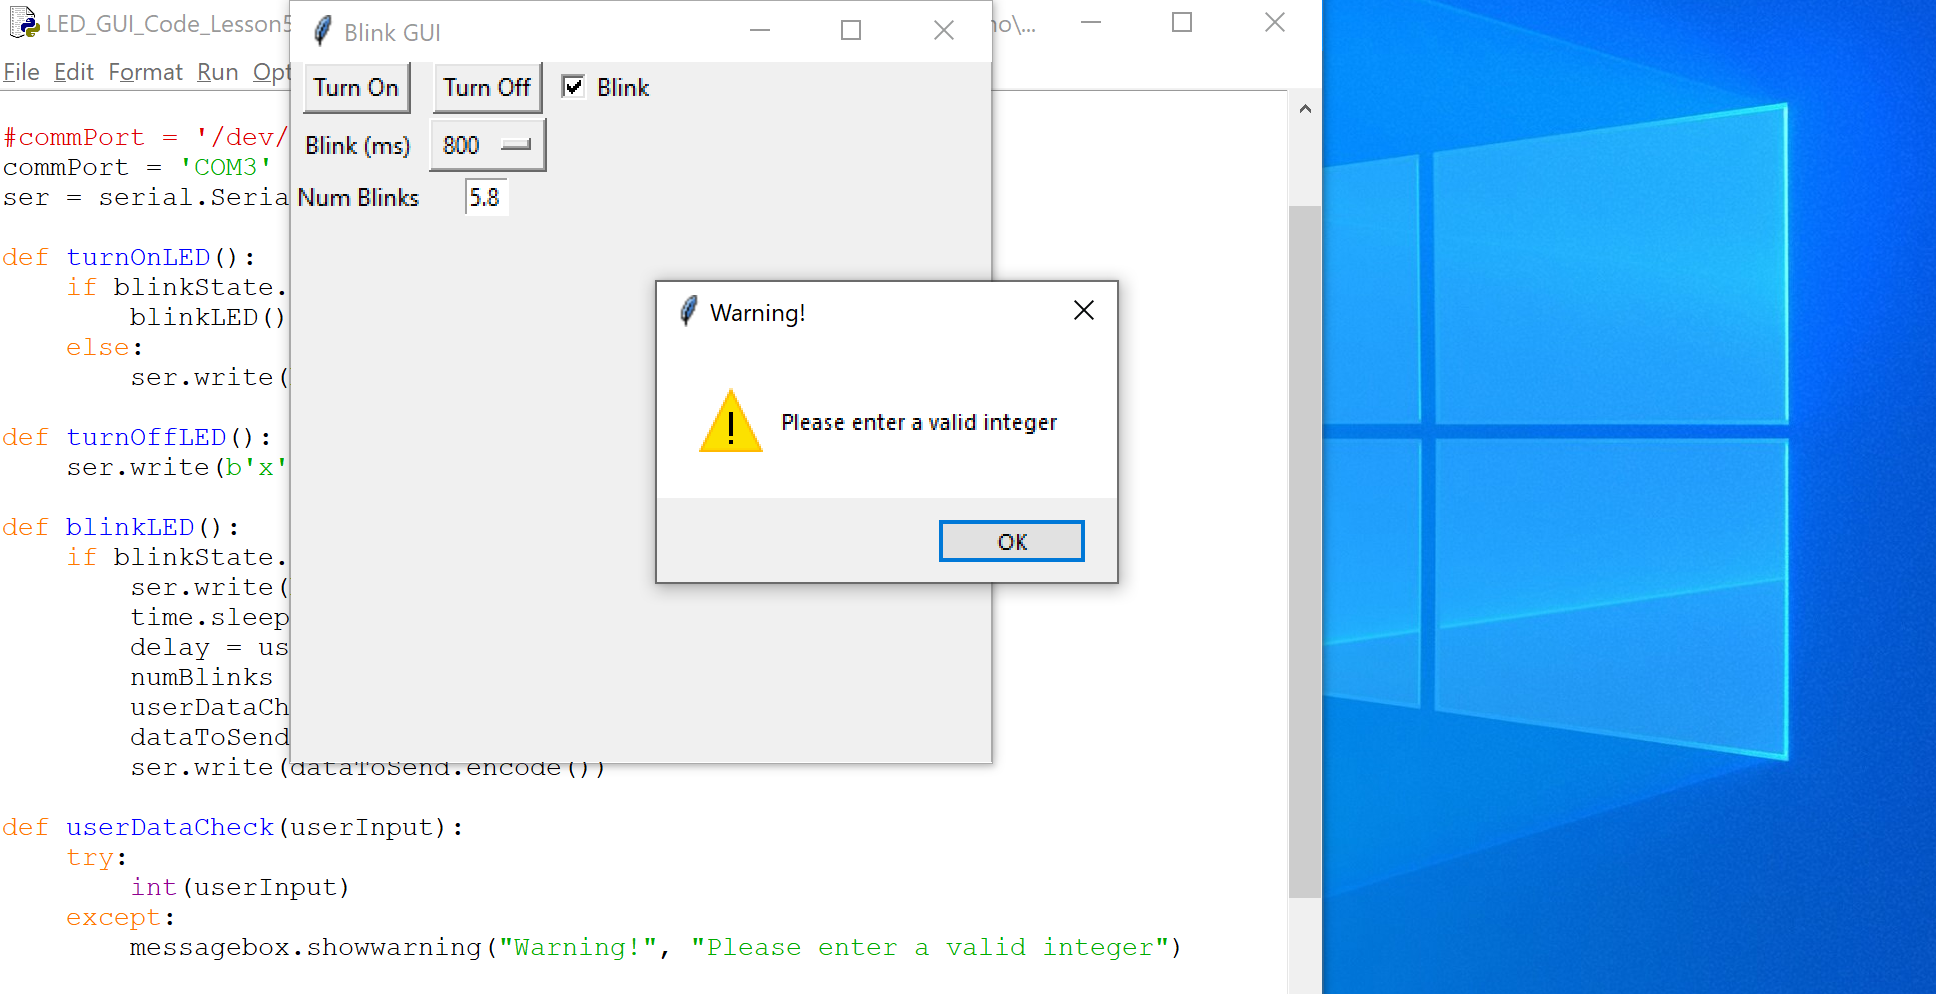 LED_GUI_Code_Lesson5
no\...
File Edit Format Run Opt
Blink GUI
Turn On Turn Off Blink
Blink (ms) 800
Num Blinks 5.8
Warning!
Please enter a valid integer
OK
#commPort = '/dev/
commPort = 'COM3'
ser = serial.Seria
def turnOnLED():
if blinkState.
blinkLED()
else:
ser.write(
def turnOffLED():
ser.write(b'x'
def blinkLED():
if blinkState.
ser.write(
time.sleep
delay = us
numBlinks
userDataCh
dataToSend
ser.write(dataToSend.encode())
def userDataCheck(userInput):
try:
int(userInput)
except:
messagebox.showwarning("Warning!", "Please enter a valid integer")